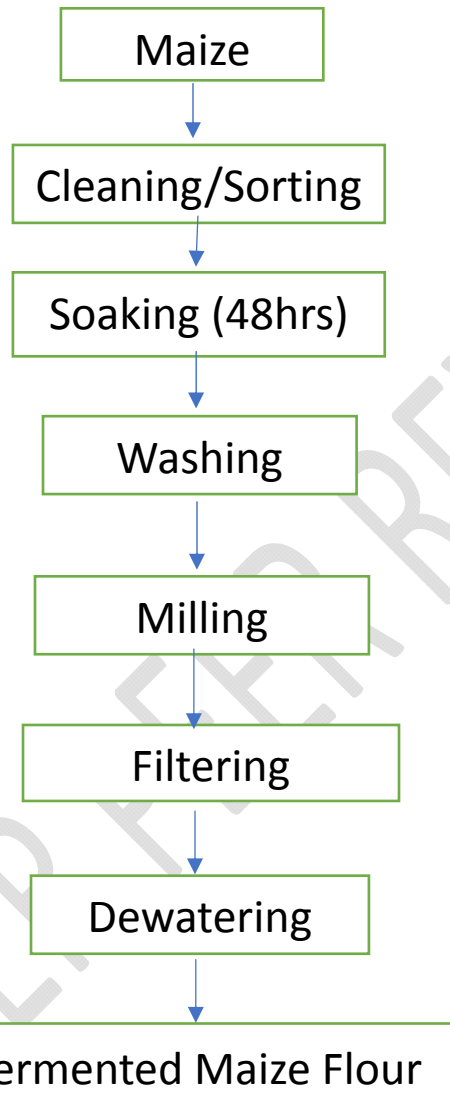 Maize
Cleaning/Sorting
Soaking (48hrs)
Washing
Milling
Filtering
Dewatering
ermented Maize Flour